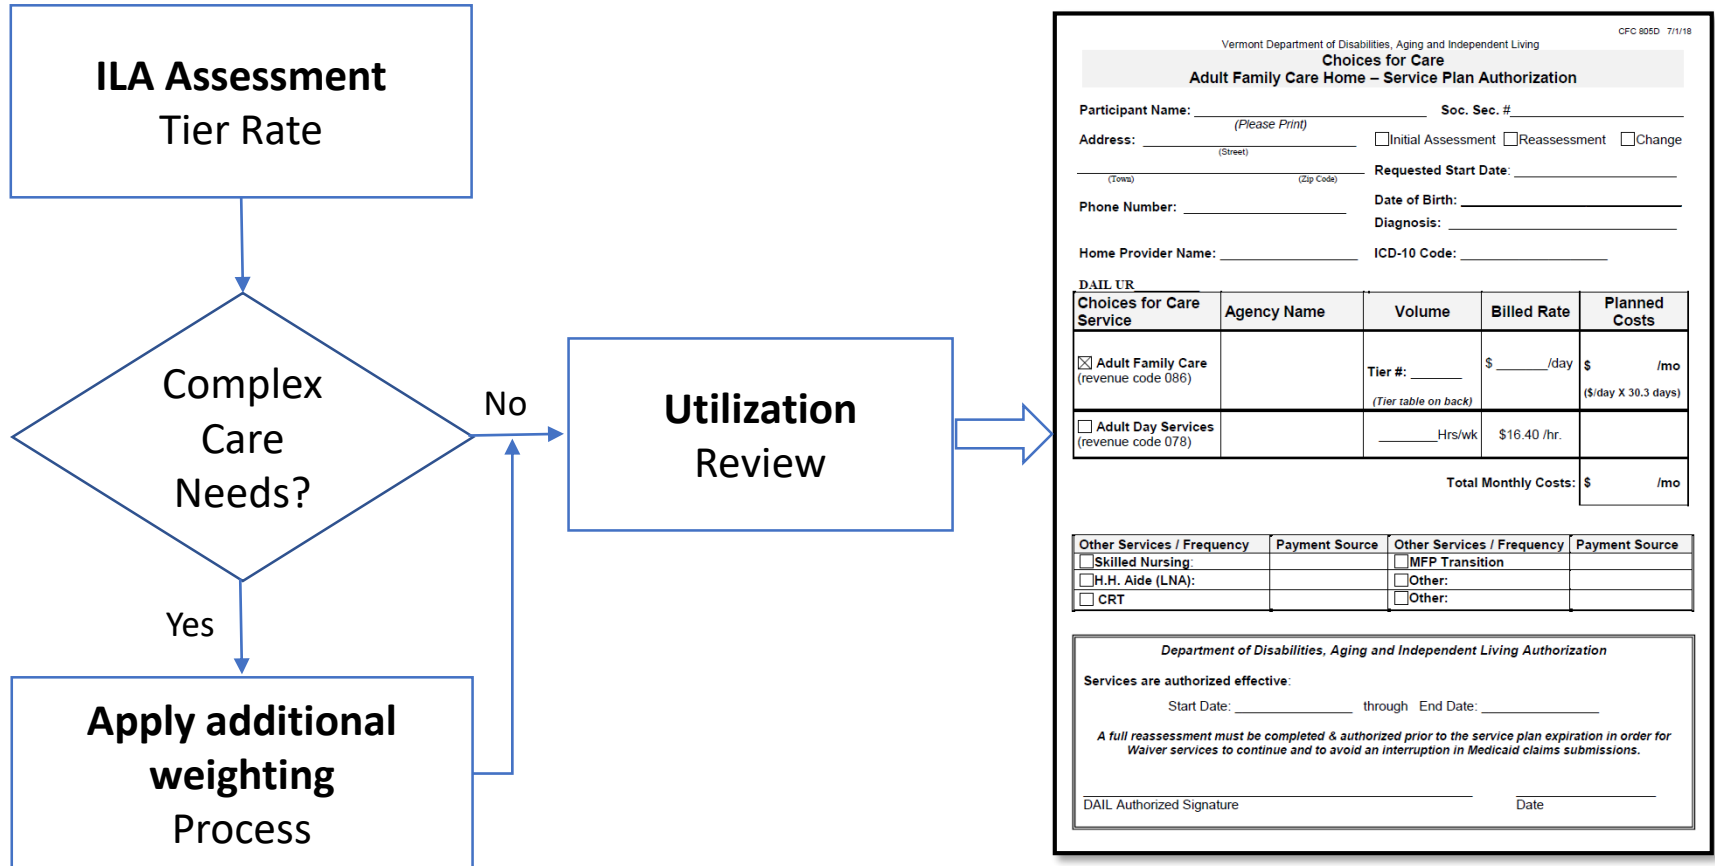 ILA Assessment
Tier Rate
Complex
Care
Needs?
No
Yes
Apply additional
weighting
Process
Utilization
Review
CFC 805D 7/1/18
Vermont Department of Disabilities, Aging and Independent Living
Choices for Care
Adult Family Care Home – Service Plan Authorization
Participant Name: Soc. Sec. #
(Please Print)
Address: Initial Assessment Reassessment Change
(Street)
Requested Start Date:
(Town) (Zip Code)
Date of Birth:
Phone Number:
Diagnosis:
Home Provider Name: ICD-10 Code:
DAIL UR
Choices for Care Service Agency Name Volume Billed Rate Planned Costs
Adult Family Care $ /day $ /mo
(revenue code 086) Tier #:
($/day X 30.3 days)
(Tier table on back)
Adult Day Services Hrs/wk $16.40 /hr.
(revenue code 078)
Total Monthly Costs: $ /mo
Other Services / Frequency Payment Source Other Services / Frequency Payment Source
Skilled Nursing: MFP Transition
H.H. Aide (LNA): Other:
CRT Other:
Department of Disabilities, Aging and Independent Living Authorization
Services are authorized effective:
Start Date: through End Date:
A full reassessment must be completed & authorized prior to the service plan expiration in order for
Waiver services to continue and to avoid an interruption in Medicaid claims submissions.
DAIL Authorized Signature Date